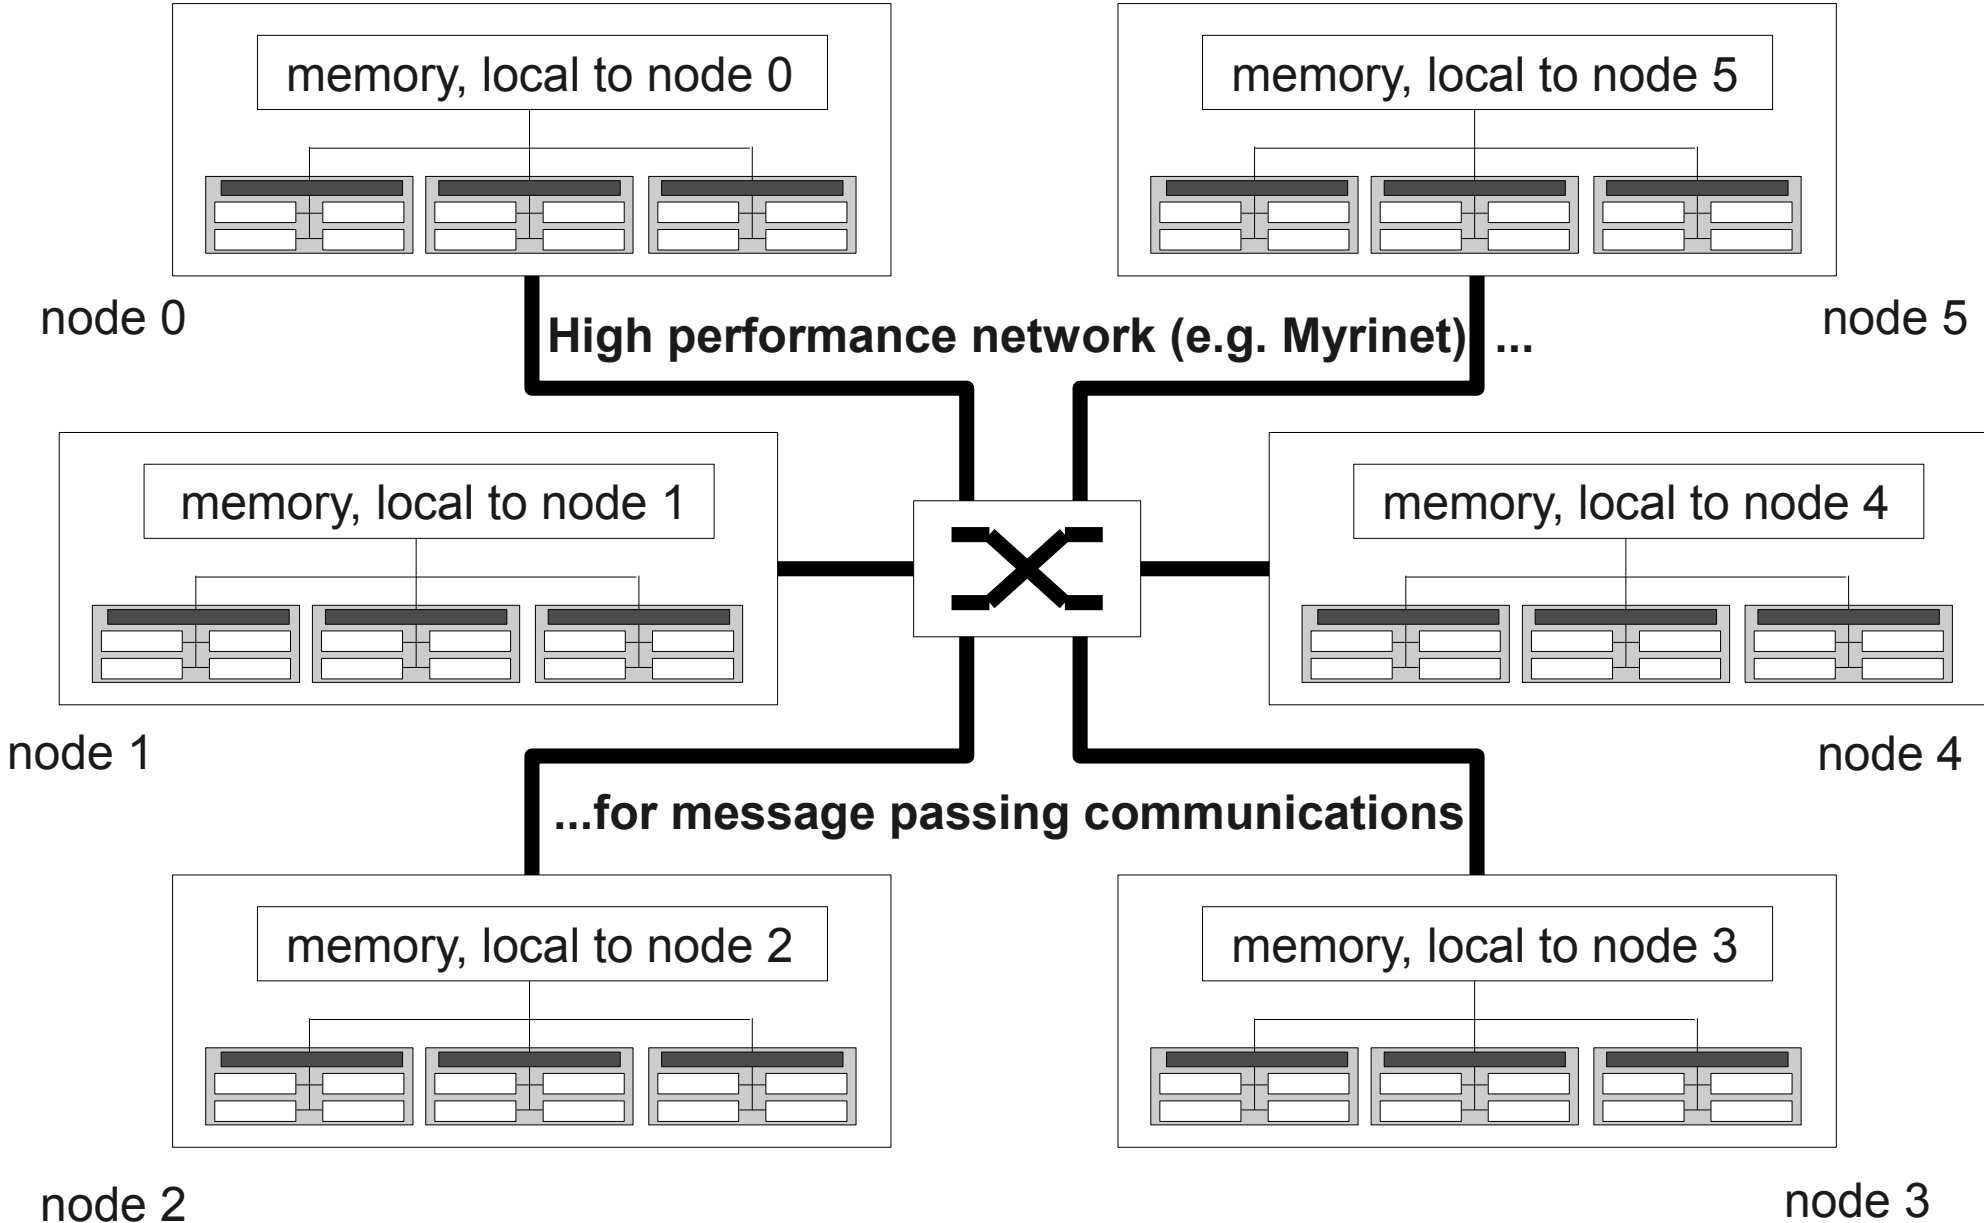 memory, local to node 0
memory, local to node 5
node 0
node 5
High performance network (e.g. Myrinet) ...
memory, local to node 1
memory, local to node 4
node 1
node 4
...for message passing communications
memory, local to node 2
memory, local to node 3
node 2
node 3